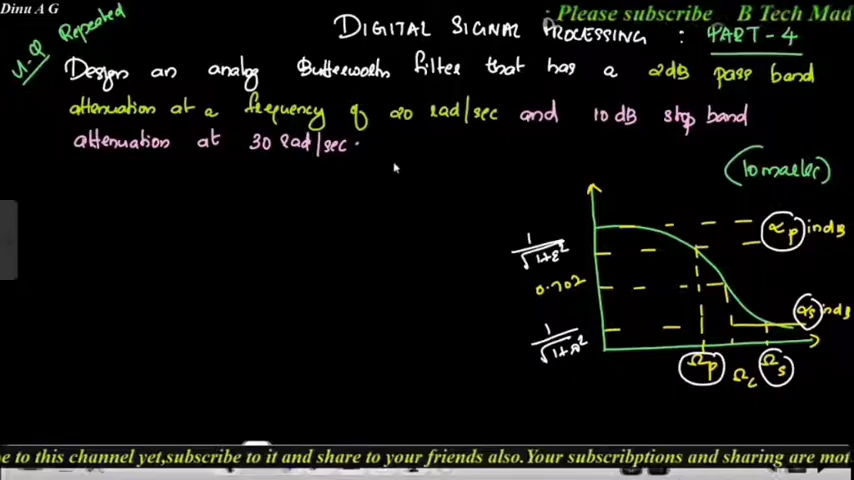 Dinu A G
: Please subscribe B Tech Mad
DIGITAL SIGNAL PROCESSING : PART-4
U.Q Repeated
Design an analog Butterworth filter that has a 2dB pass band
attenuation at a frequency of 20 rad/sec and 10 dB stop band
attenuation at 30 rad/sec.
(10 marks)
αp in dB
1/√1+ε²
0.702
αs in dB
1/√1+λ²
Ωp Ωc Ωs
e to this channel yet,subscribe to it and share to your friends also.Your subscribptions and sharing are mot